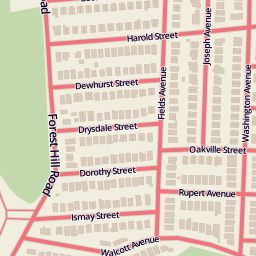 oad
Harold Street
Joseph Avenue
Dewhurst Street
Fields Avenue
Washington Avenue
Drysdale Street
Forest Hill Road
Oakville Street
Dorothy Street
Rupert Avenue
Ismay Street
Walcott Avenue